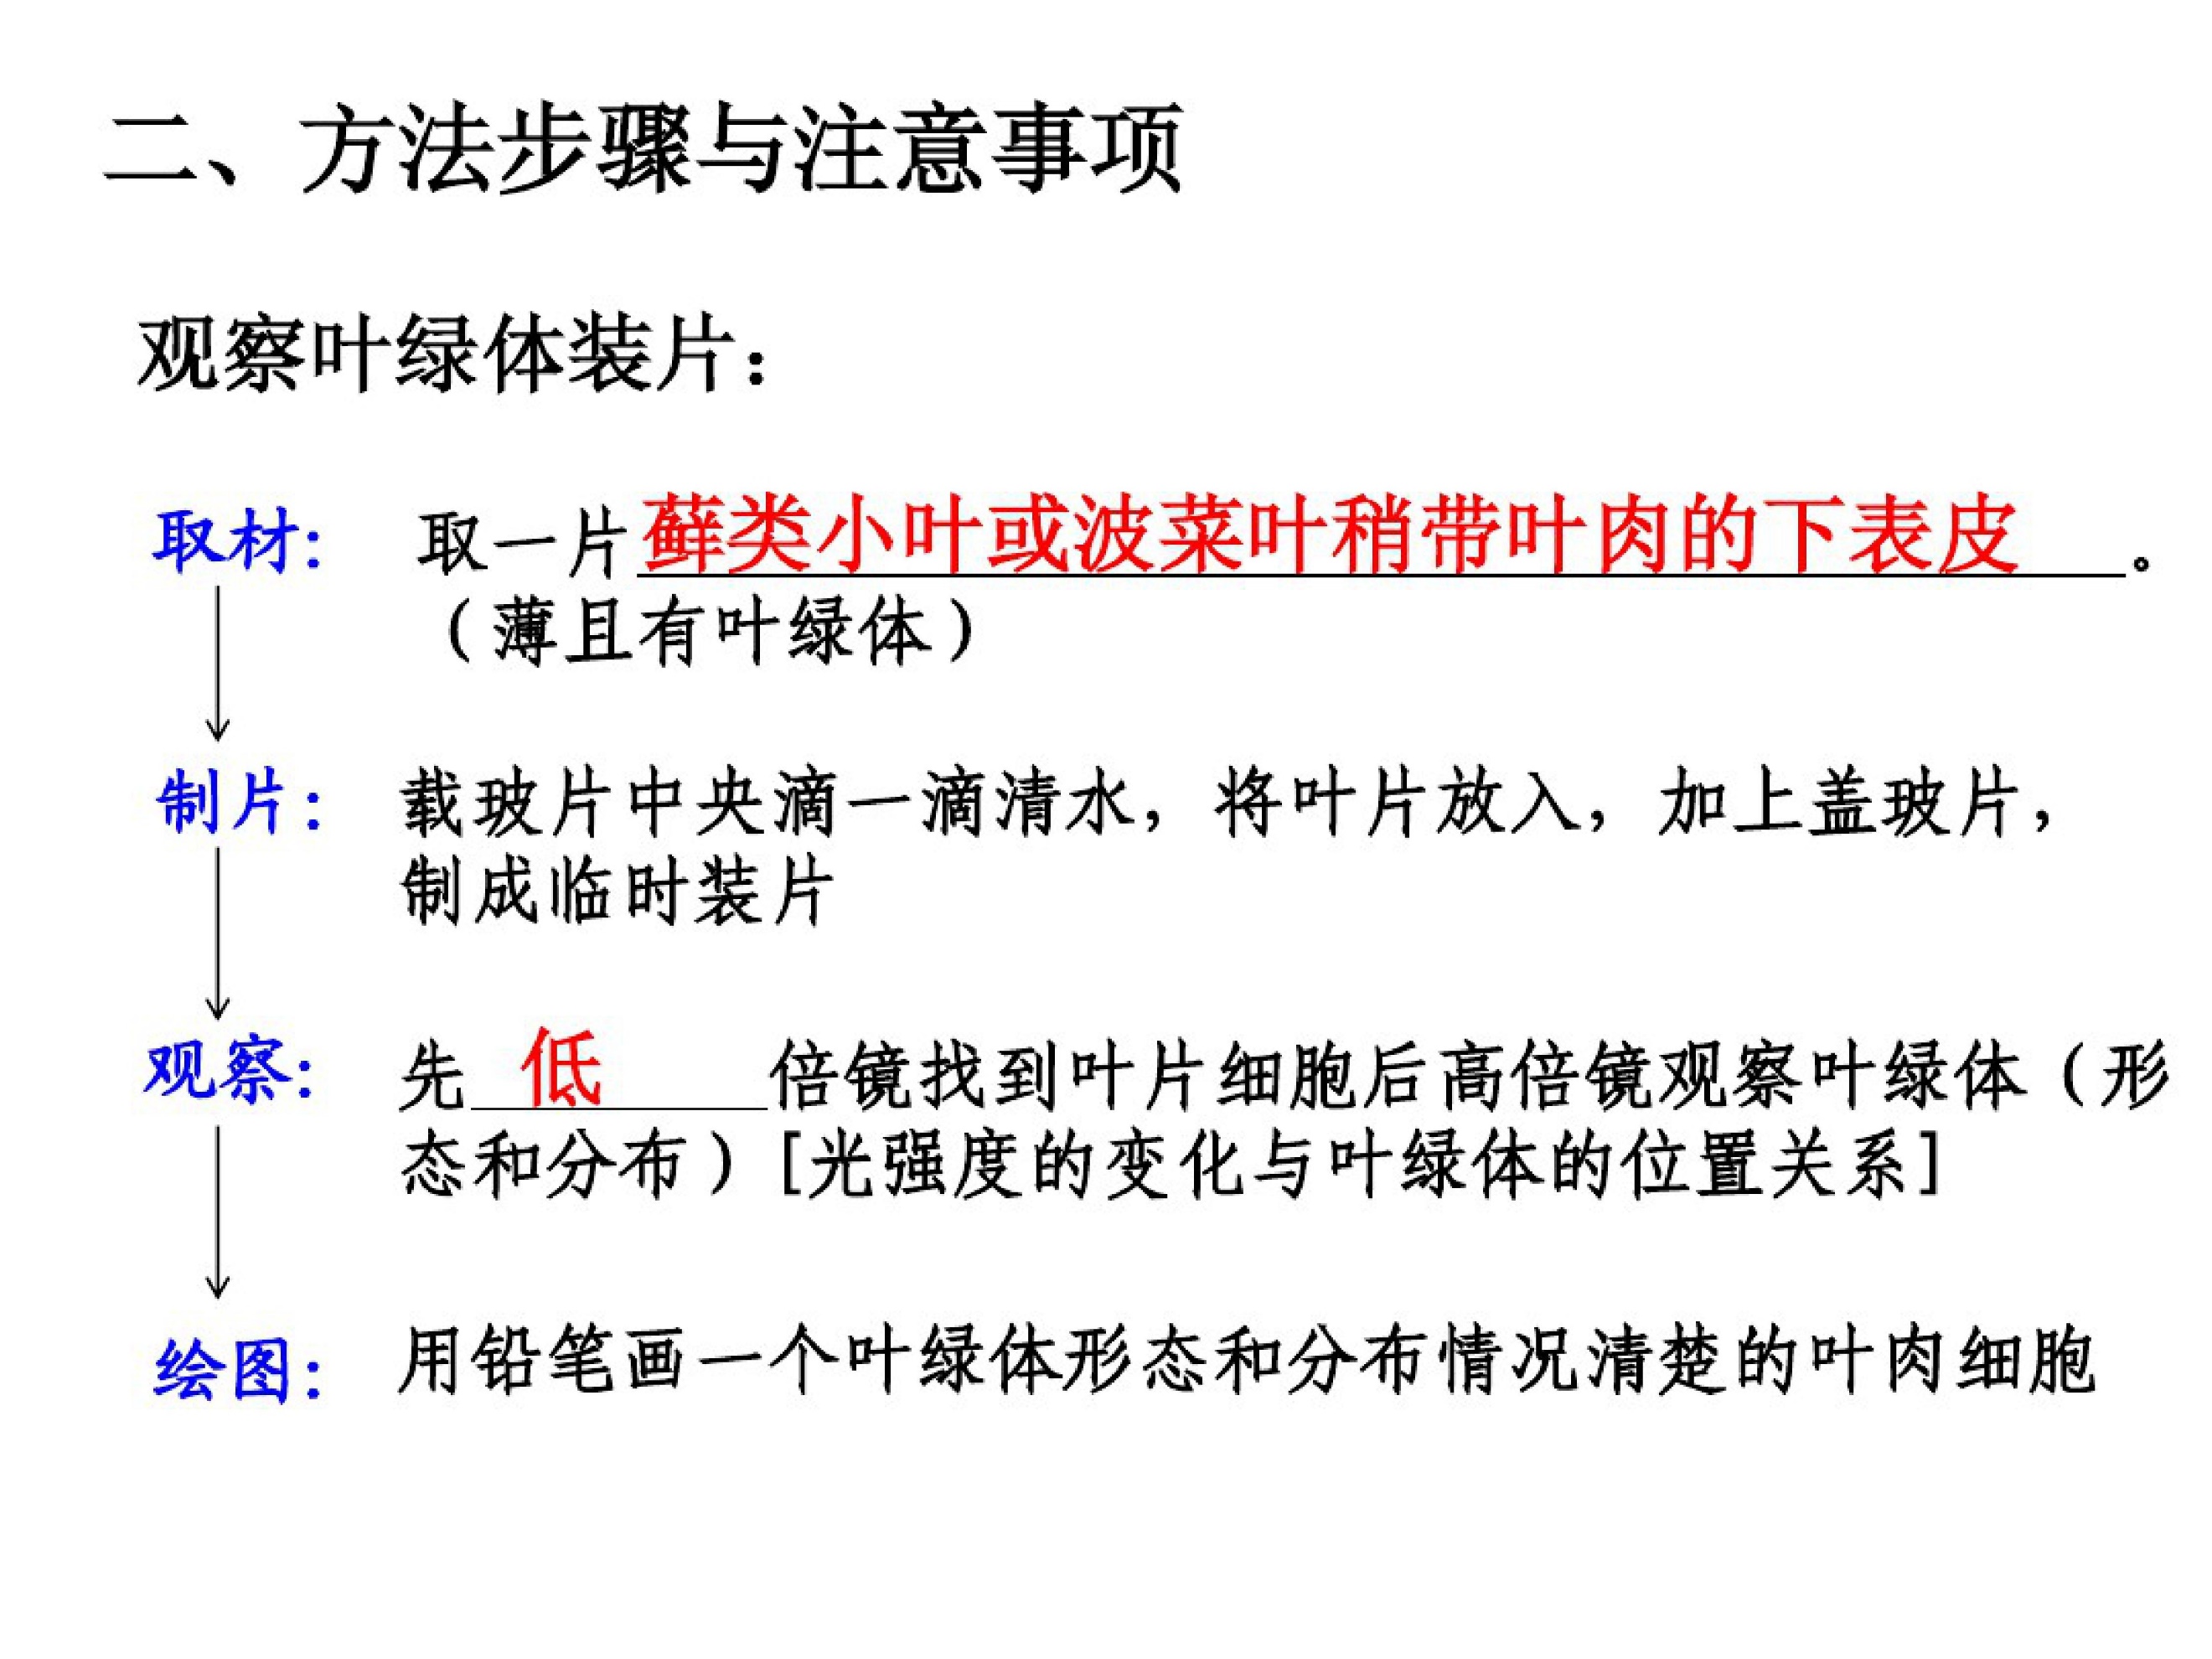 二、方法步骤与注意事项
观察叶绿体装片：
取材： 取一片藓类小叶或波菜叶稍带叶肉的下表皮。
（薄且有叶绿体）
制片： 载玻片中央滴一滴清水，将叶片放入，加上盖玻片，
制成临时装片
观察： 先 低 倍镜找到叶片细胞后高倍镜观察叶绿体（形
态和分布）[光强度的变化与叶绿体的位置关系]
绘图： 用铅笔画一个叶绿体形态和分布情况清楚的叶肉细胞